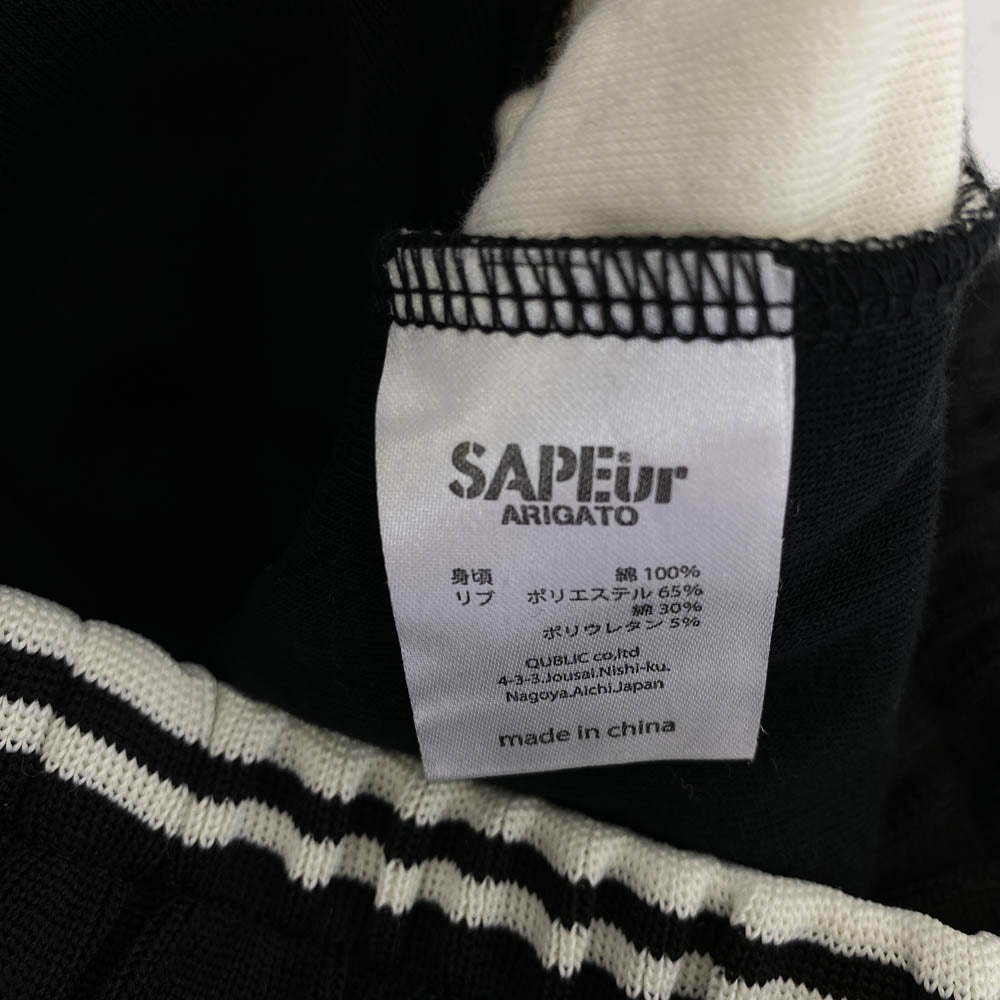 SAPEur
ARIGATO
身頃 綿 100%
リブ ポリエステル 65%
綿 30%
ポリウレタン 5%
QUBLIC co,ltd
4-3-3.Jousai.Nishi-ku.
Nagoya.Aichi.Japan
made in china